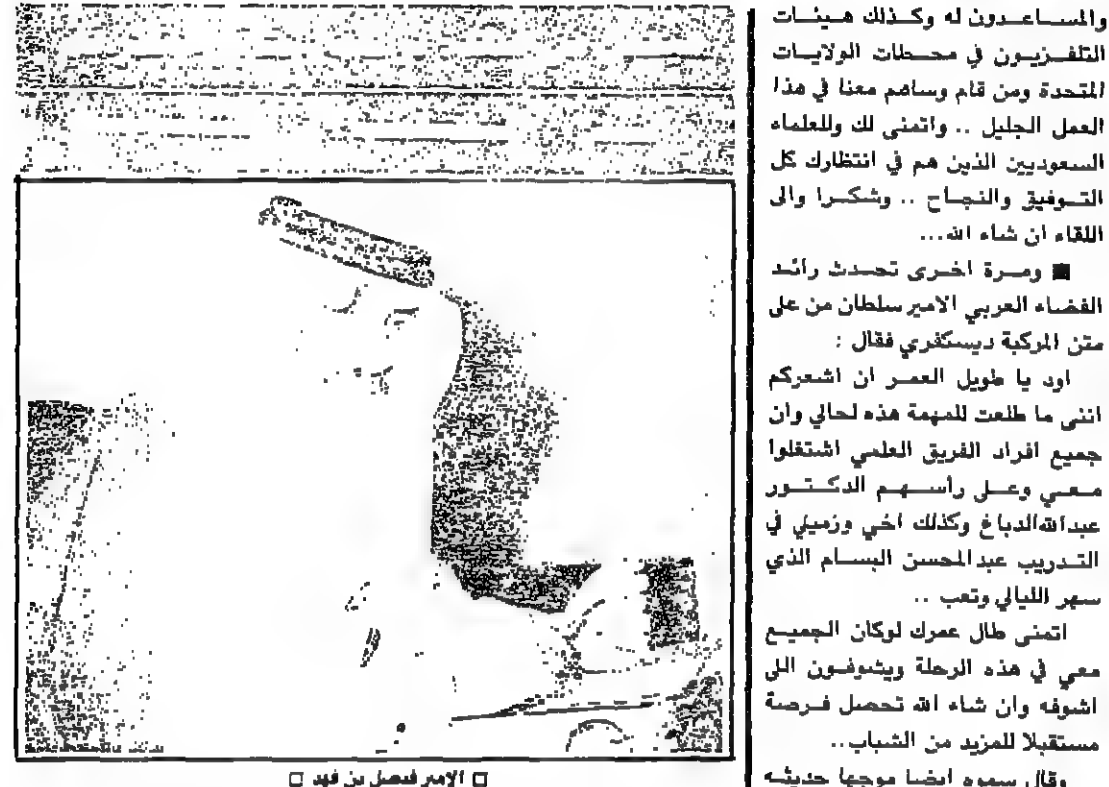 والمساعدون له وكذلك هيئات
التلفزيون في محطات الولايات
المتحدة ومن قام وساهم معنا في هذا
العمل الجليل .. واتمنى لك وللعلماء
السعوديين الذين هم في انتظارك كل
التوفيق والنجاح .. وشكرا والى
اللقاء ان شاء الله...
■ ومرة اخرى تحدث رائد
الفضاء العربي الامير سلطان من على
متن المركبة ديسكفري فقال :
اود يا طويل العمر ان اشعركم
اننى ما طلعت للمهمة هذه لحالي وان
جميع افراد الفريق العلمي اشتغلوا
معي وعلى راسهم الدكتور
عبدالله الدباغ وكذلك اخي وزميلي في
التدريب عبدالمحسن البسام الذي
سهر الليالي وتعب ..
اتمنى طال عمرك لوكان الجميع
معي في هذه الرحلة ويشوفون اللى
اشوفه وان شاء الله تحصل فرصة
مستقبلا للمزيد من الشباب..
وقال سموه ايضا موجها حديثه
□ الامير فيصل بن فهد □